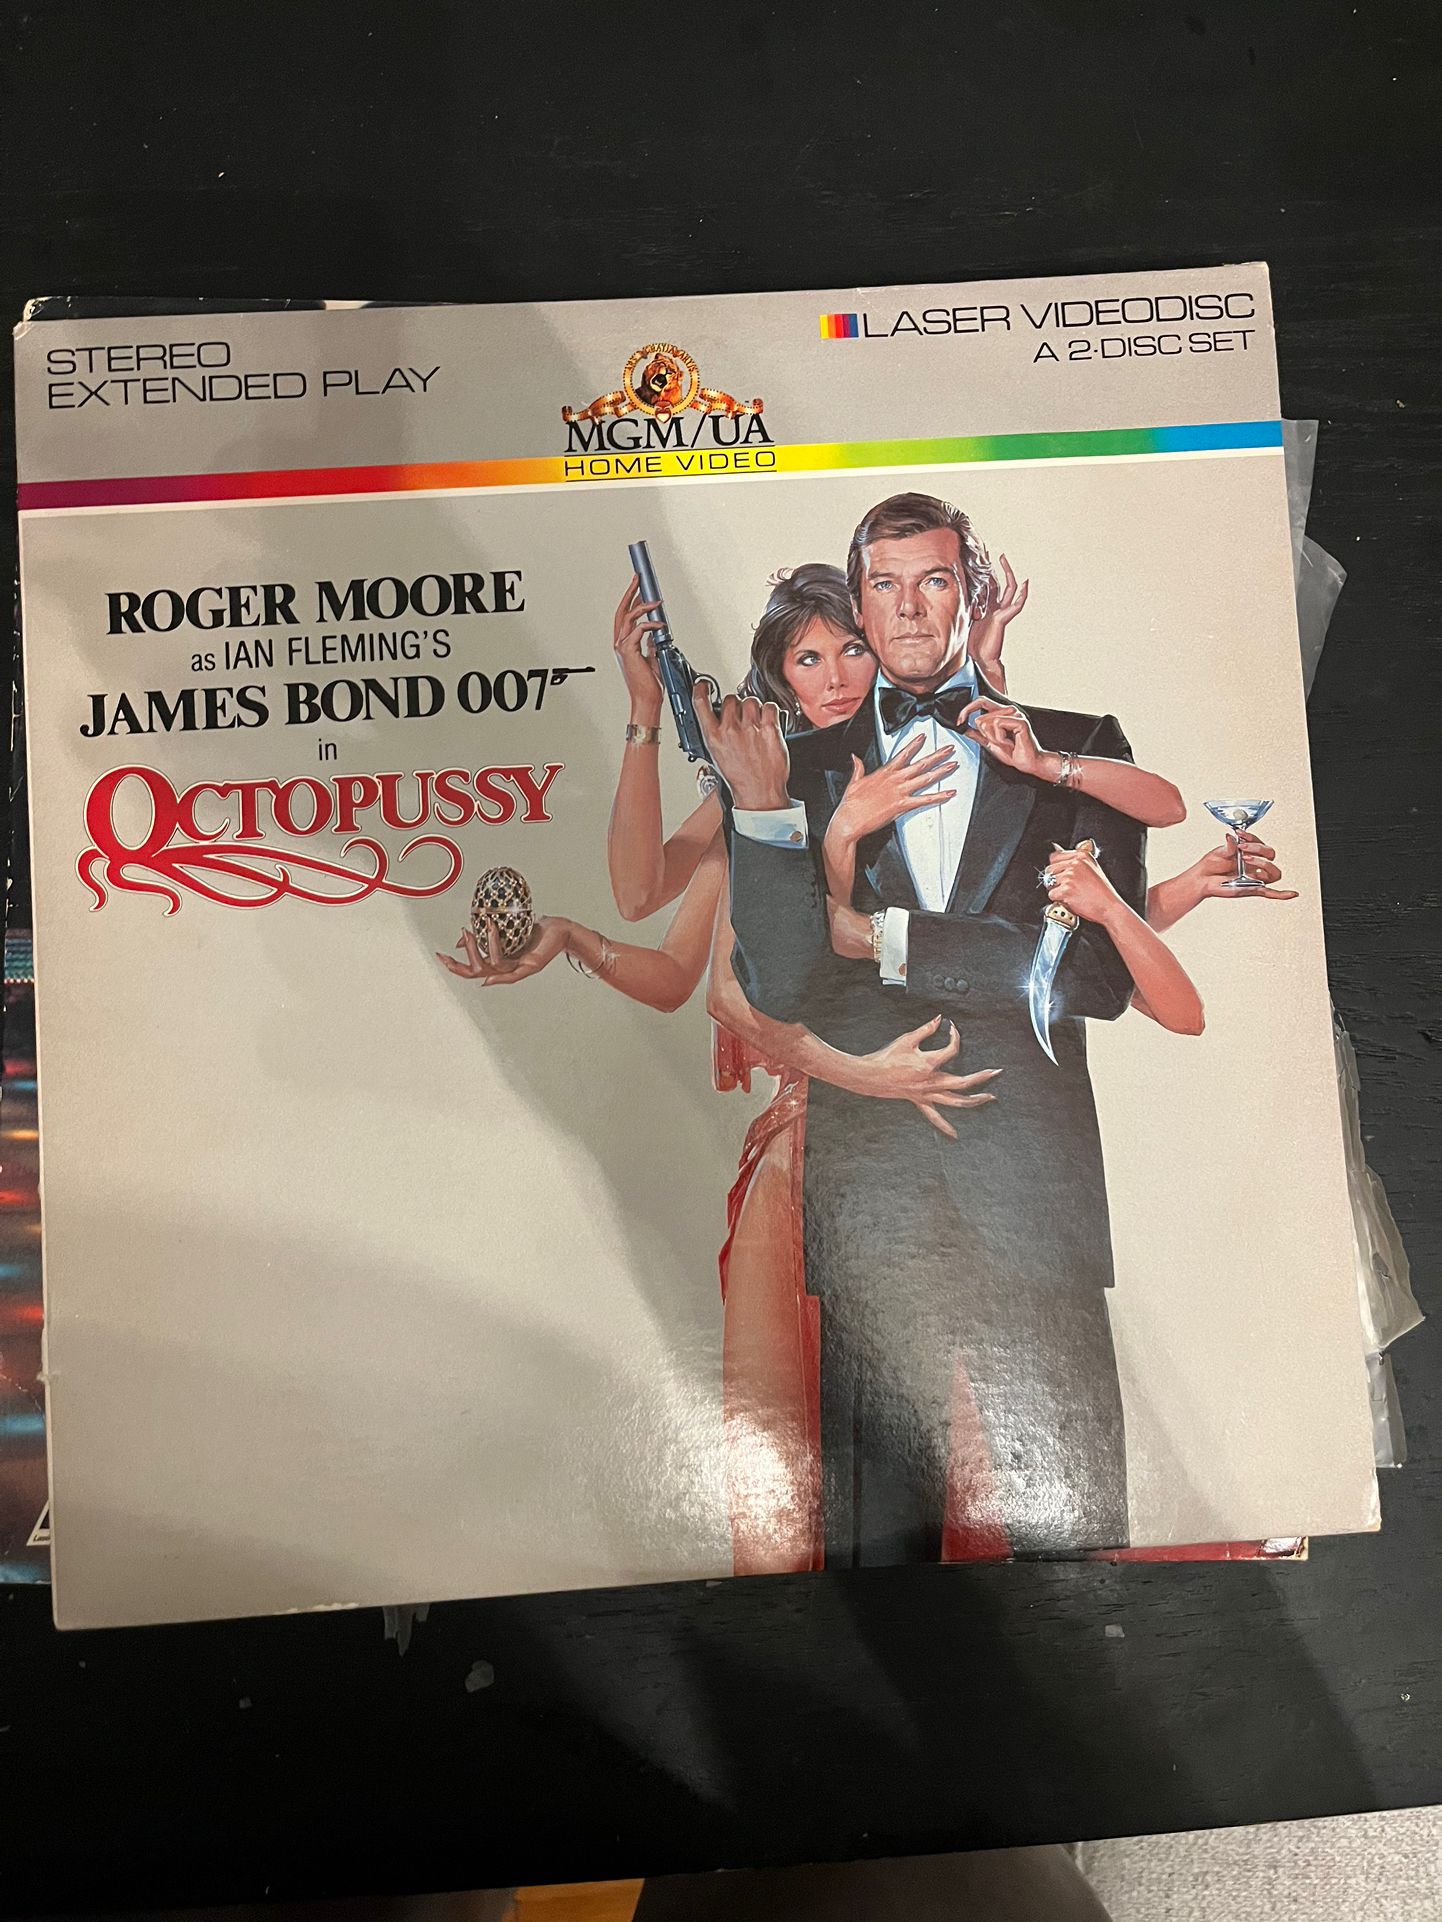 STEREO
EXTENDED PLAY
MGM/UA
HOME VIDEO
LASER VIDEODISC
A 2-DISC SET
ROGER MOORE
as IAN FLEMING'S
JAMES BOND 007
in
OCTOPUSSY